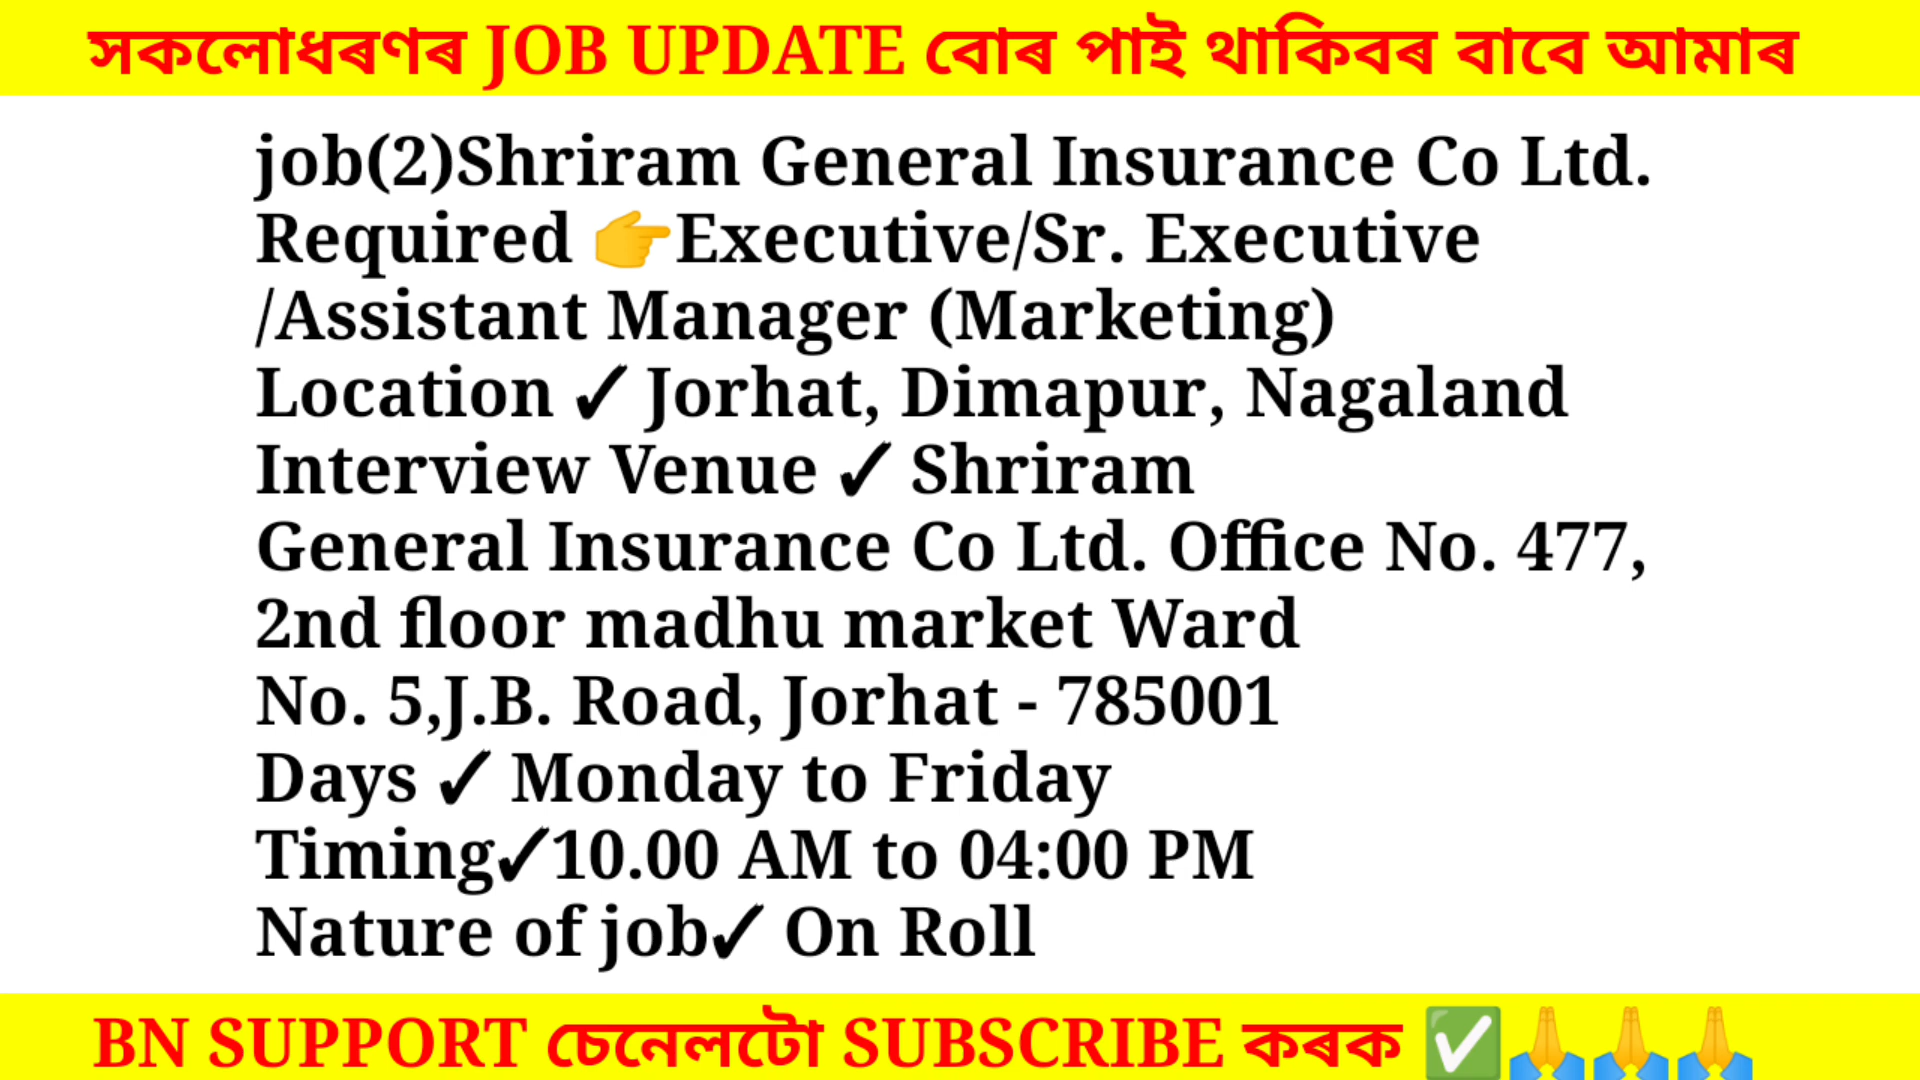 সকলোধৰণৰ JOB UPDATE বোৰ পাই থাকিবৰ বাবে আমাৰ
job(2)Shriram General Insurance Co Ltd.
Required 👉Executive/Sr. Executive
/Assistant Manager (Marketing)
Location ✓ Jorhat, Dimapur, Nagaland
Interview Venue ✓ Shriram
General Insurance Co Ltd. Office No. 477,
2nd floor madhu market Ward
No. 5,J.B. Road, Jorhat - 785001
Days ✓ Monday to Friday
Timing✓10.00 AM to 04:00 PM
Nature of job✓ On Roll
BN SUPPORT চেনেলটো SUBSCRIBE কৰক ✅🙏🙏🙏